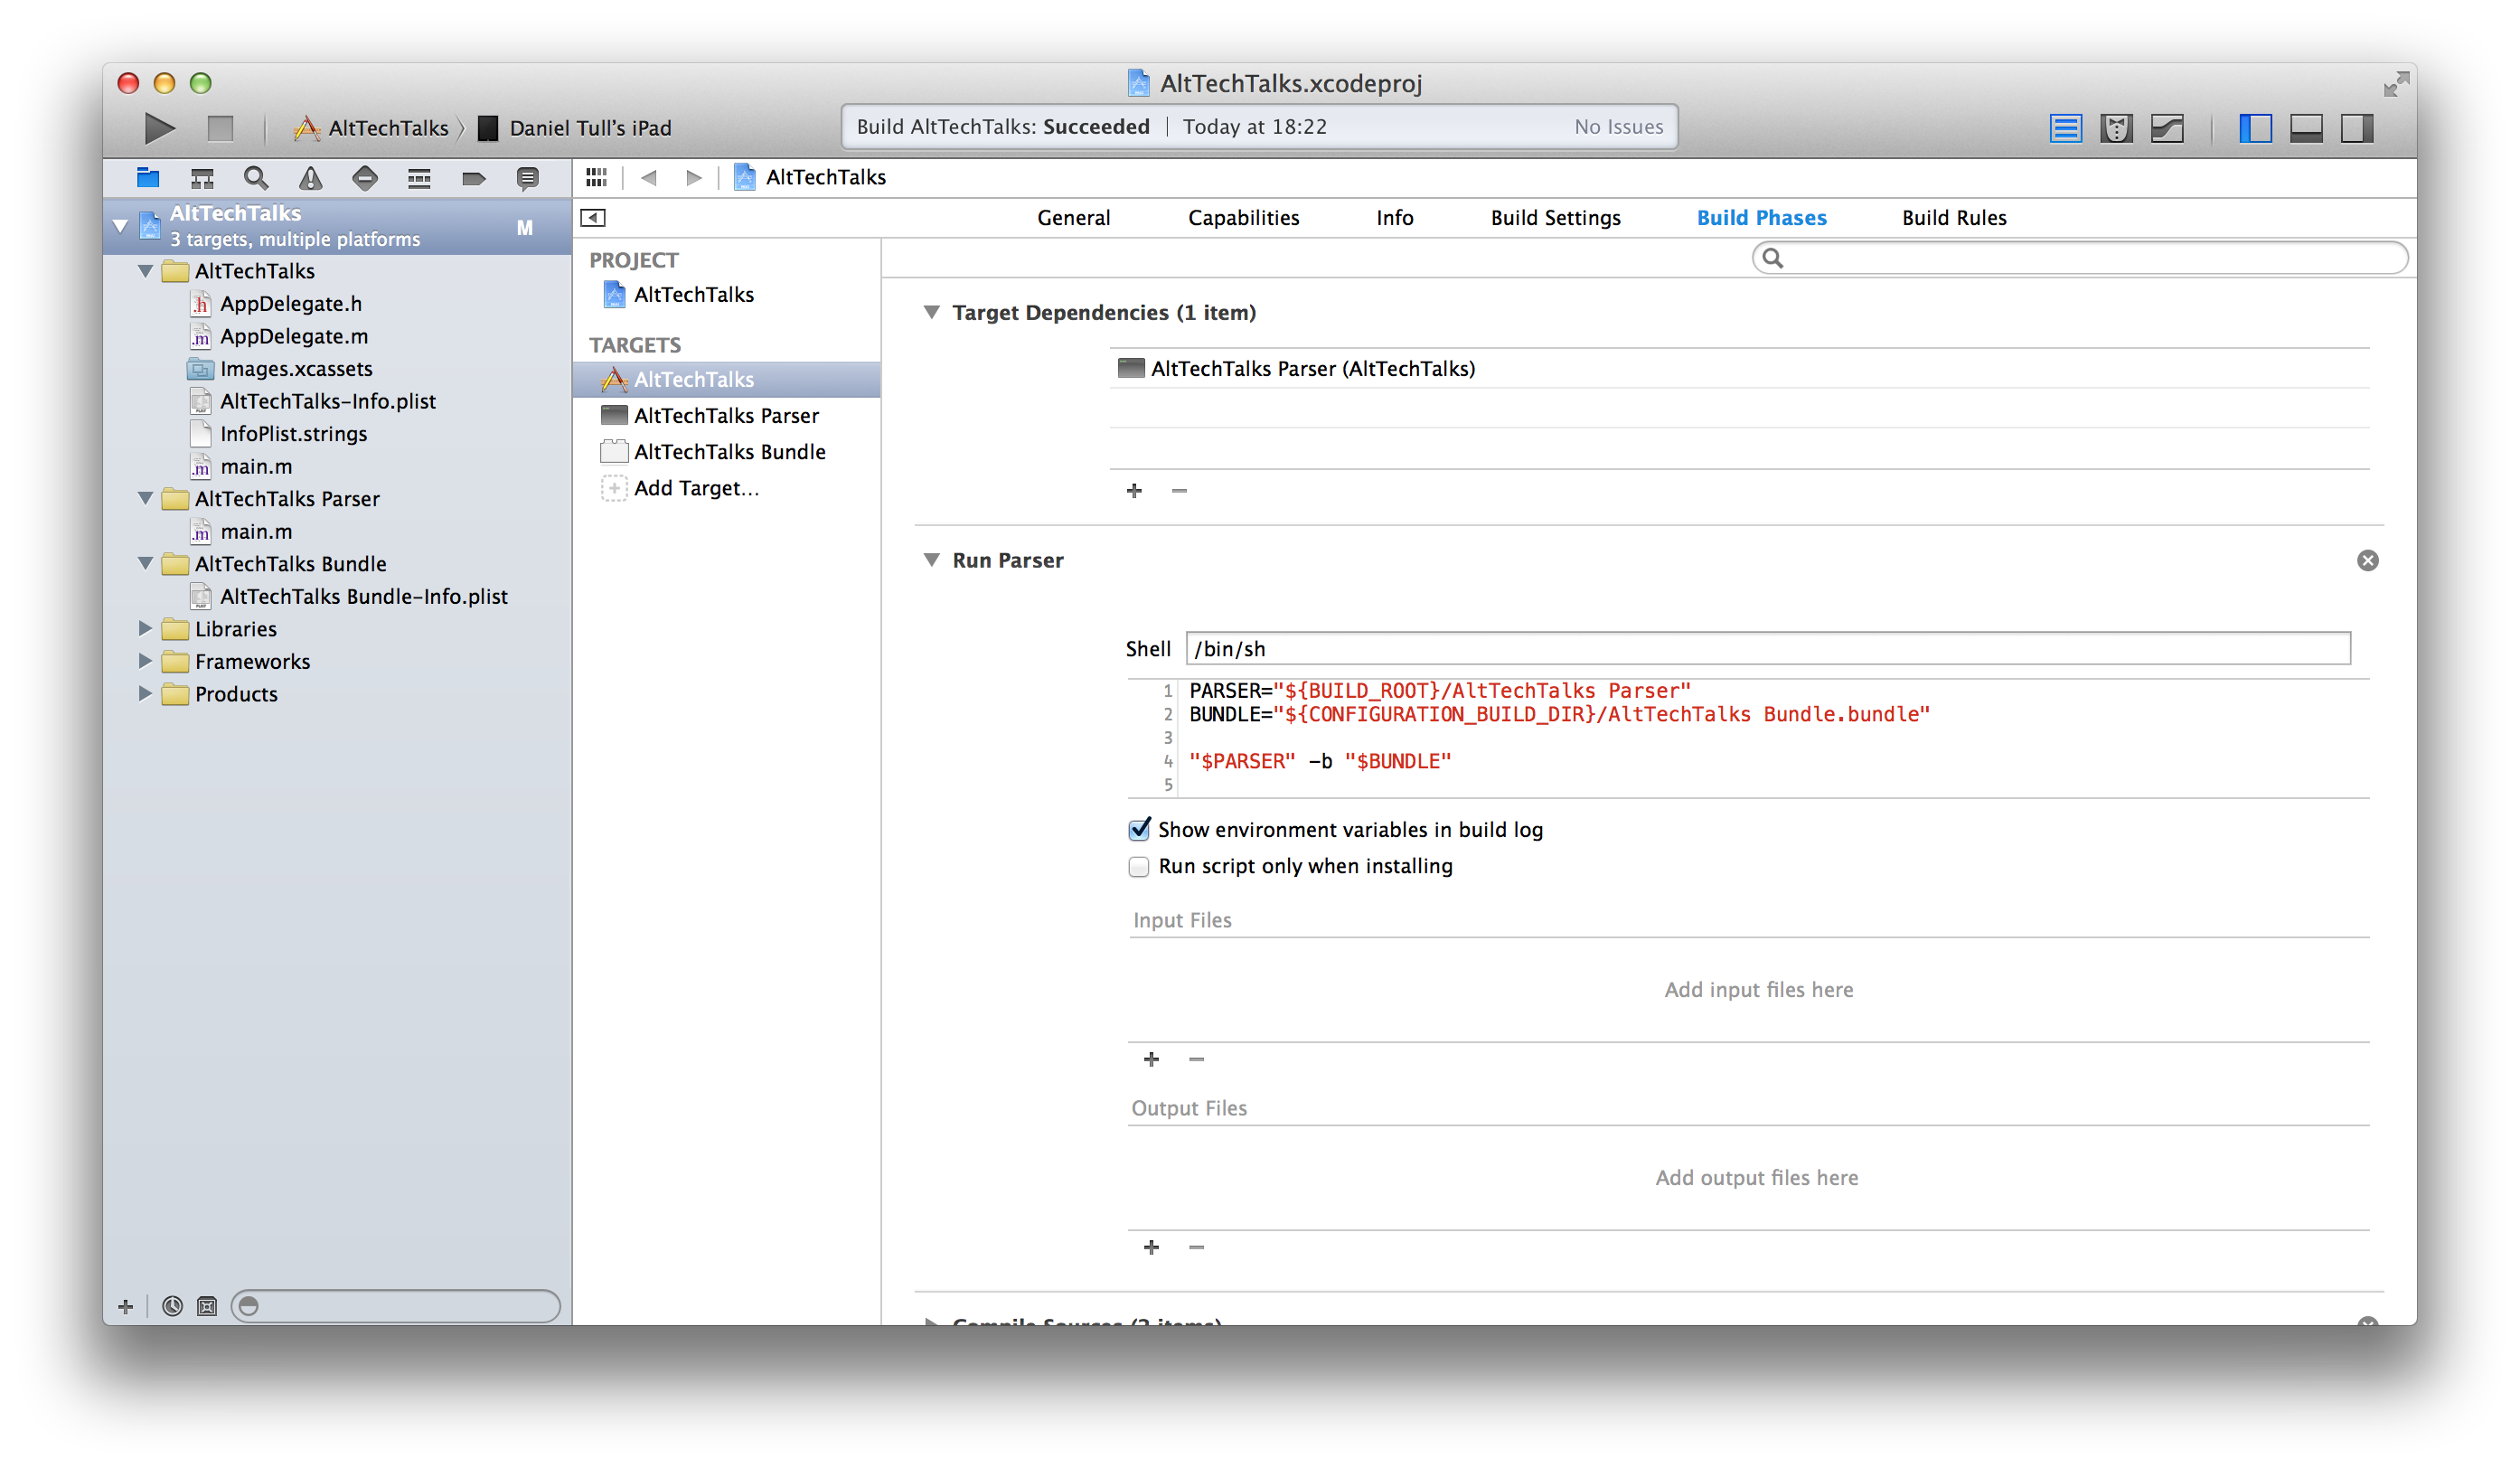 AltTechTalks.xcodeproj
AltTechTalks Daniel Tull's iPad
Build AltTechTalks: Succeeded Today at 18:22 No Issues
AltTechTalks
3 targets, multiple platforms
M
AltTechTalks
AppDelegate.h
AppDelegate.m
Images.xcassets
AltTechTalks-Info.plist
InfoPlist.strings
main.m
AltTechTalks Parser
main.m
AltTechTalks Bundle
AltTechTalks Bundle-Info.plist
Libraries
Frameworks
Products
AltTechTalks
General Capabilities Info Build Settings Build Phases Build Rules
PROJECT
AltTechTalks
TARGETS
AltTechTalks
AltTechTalks Parser
AltTechTalks Bundle
Add Target...
Target Dependencies (1 item)
AltTechTalks Parser (AltTechTalks)
Run Parser
Shell /bin/sh
1 PARSER="${BUILD_ROOT}/AltTechTalks Parser"
2 BUNDLE="${CONFIGURATION_BUILD_DIR}/AltTechTalks Bundle.bundle"
3
4 "$PARSER" -b "$BUNDLE"
5
Show environment variables in build log
Run script only when installing
Input Files
Add input files here
Output Files
Add output files here
Compile Sources (2 items)